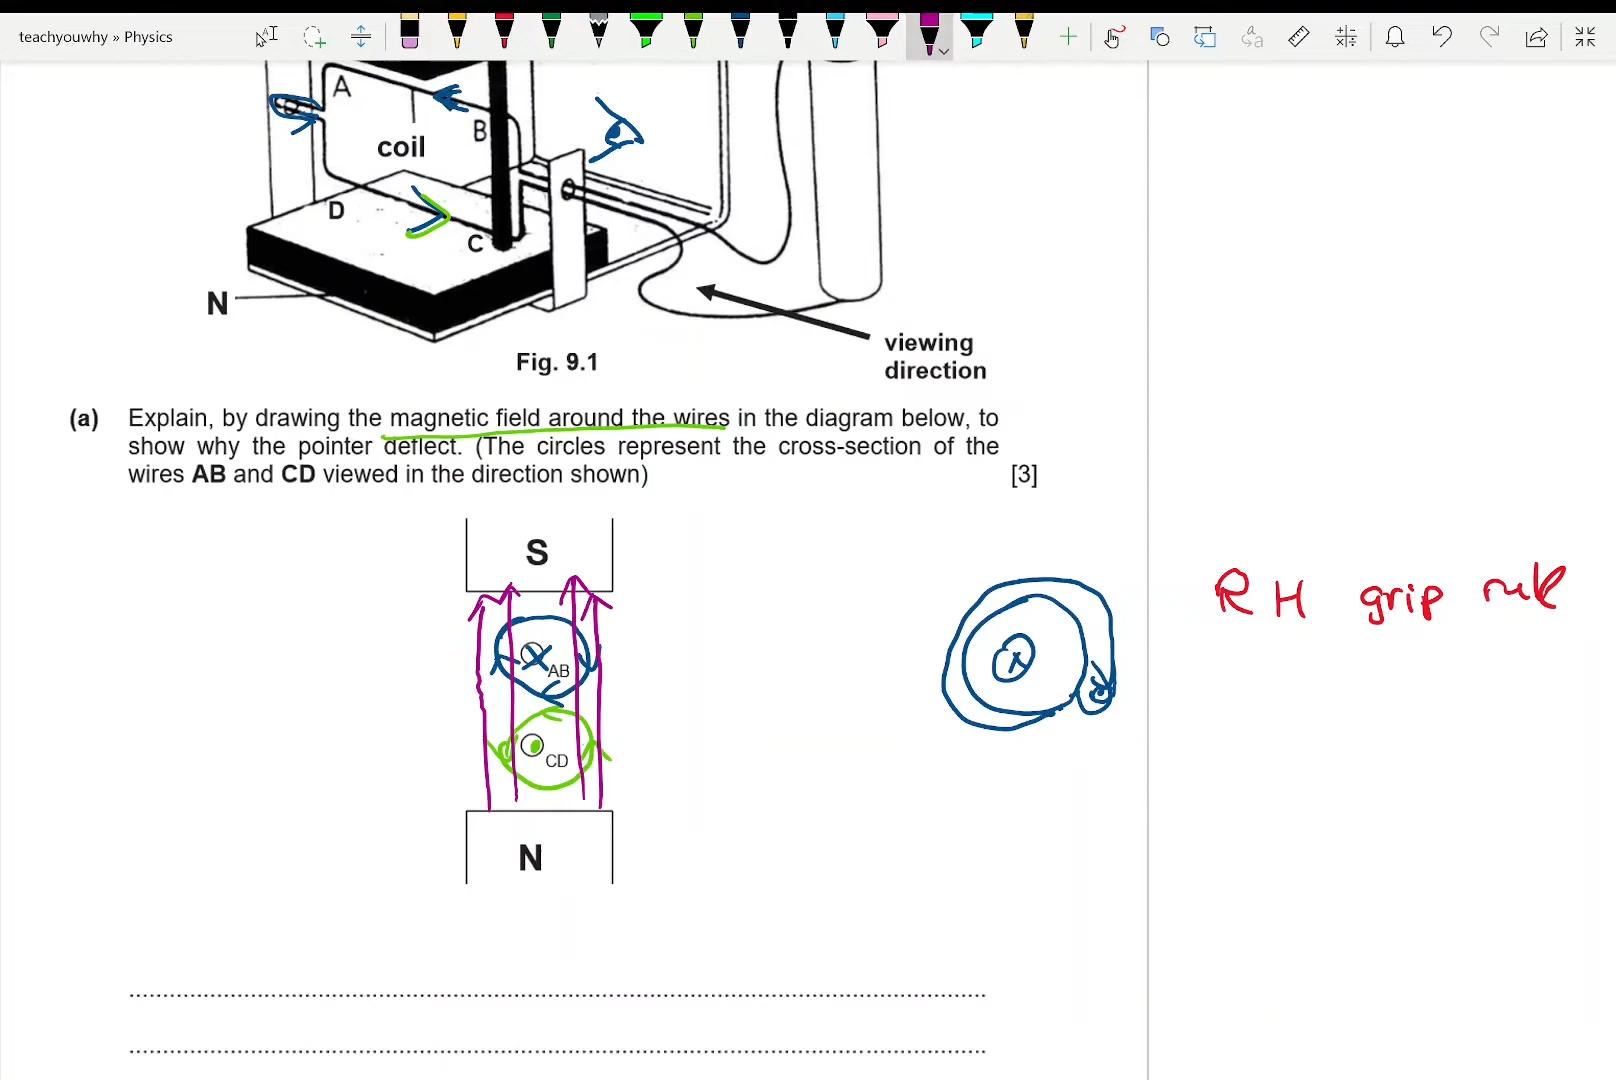 teachyouwhy » Physics
A
B
coil
D
C
N
viewing
direction
Fig. 9.1
(a) Explain, by drawing the magnetic field around the wires in the diagram below, to
show why the pointer deflect. (The circles represent the cross-section of the
wires AB and CD viewed in the direction shown) [3]
S
AB
CD
N
RH grip rule